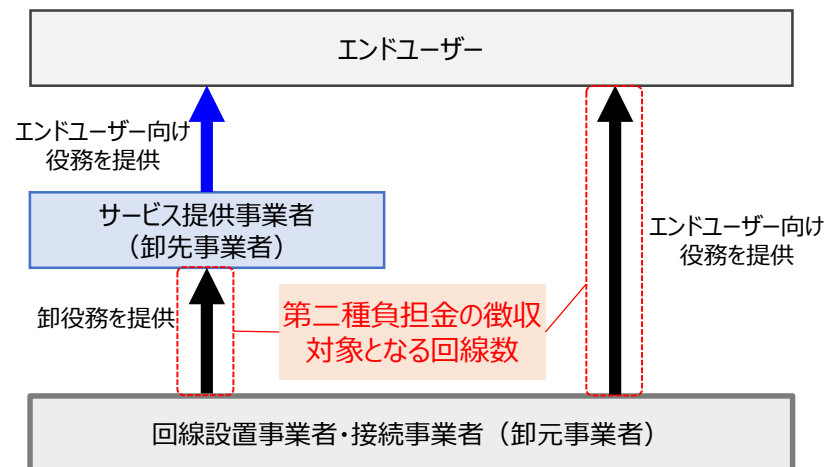 エンドユーザー
エンドユーザー向け
役務を提供
サービス提供事業者
（卸先事業者）
エンドユーザー向け
役務を提供
卸役務を提供
第二種負担金の徴収
対象となる回線数
回線設置事業者・接続事業者（卸元事業者）